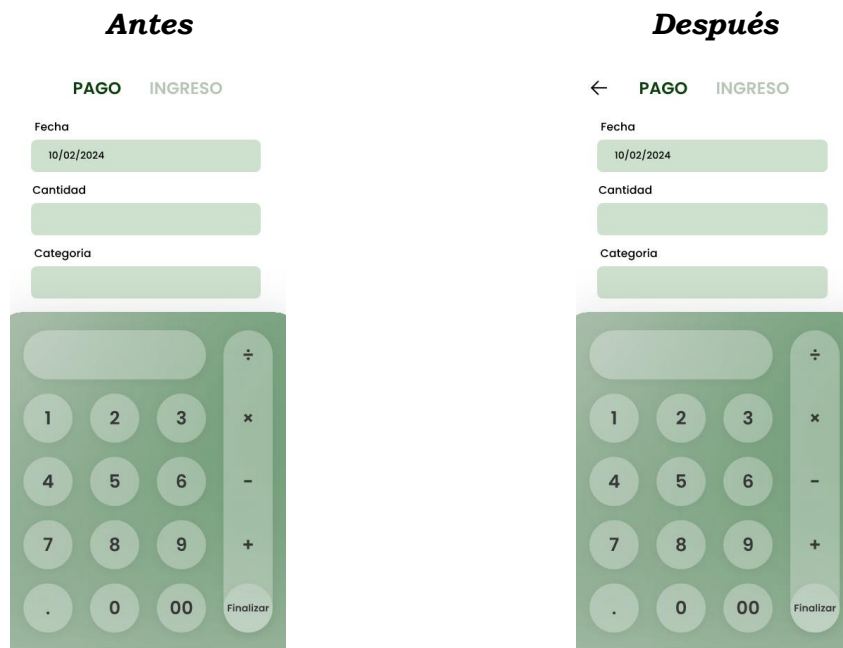 Antes
PAGO INGRESO
Fecha
10/02/2024
Cantidad
Categoria
÷
1 2 3 ×
4 5 6 -
7 8 9 +
. 0 00 Finalizar
Después
← PAGO INGRESO
Fecha
10/02/2024
Cantidad
Categoria
÷
1 2 3 ×
4 5 6 -
7 8 9 +
. 0 00 Finalizar